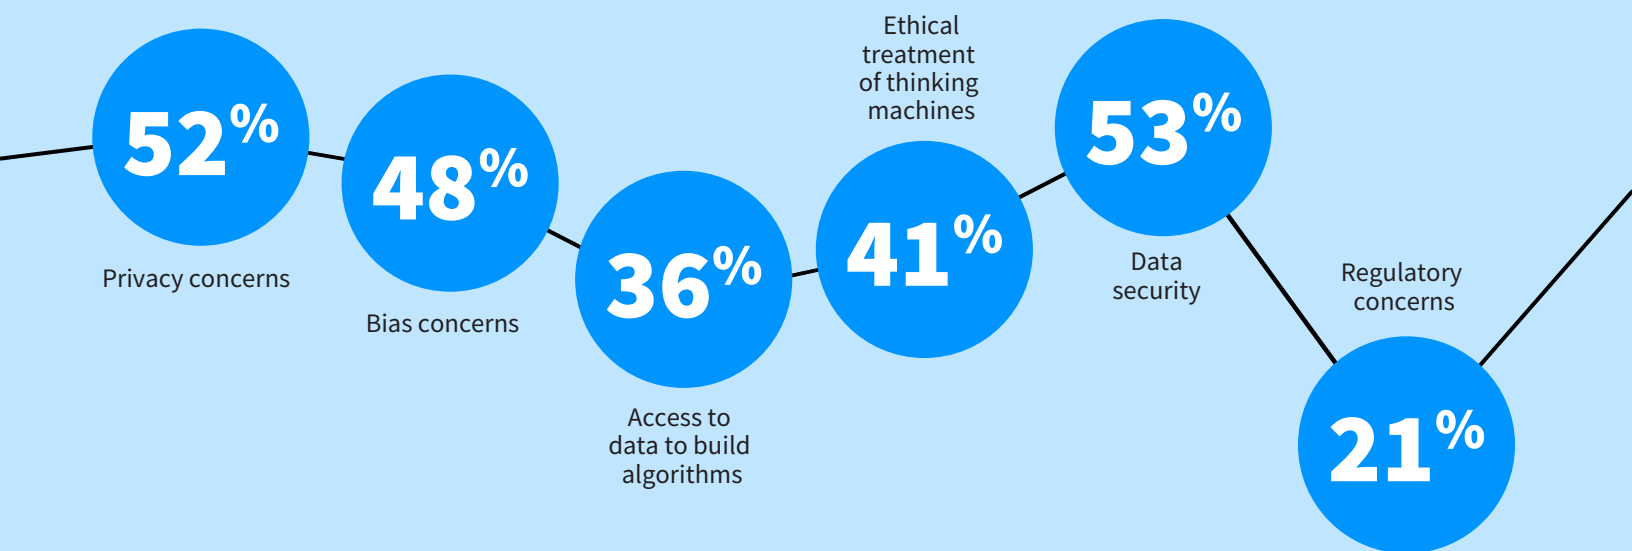 52%
Privacy concerns
48%
Bias concerns
36%
Access to
data to build
algorithms
Ethical
treatment
of thinking
machines
41%
53%
Data
security
Regulatory
concerns
21%